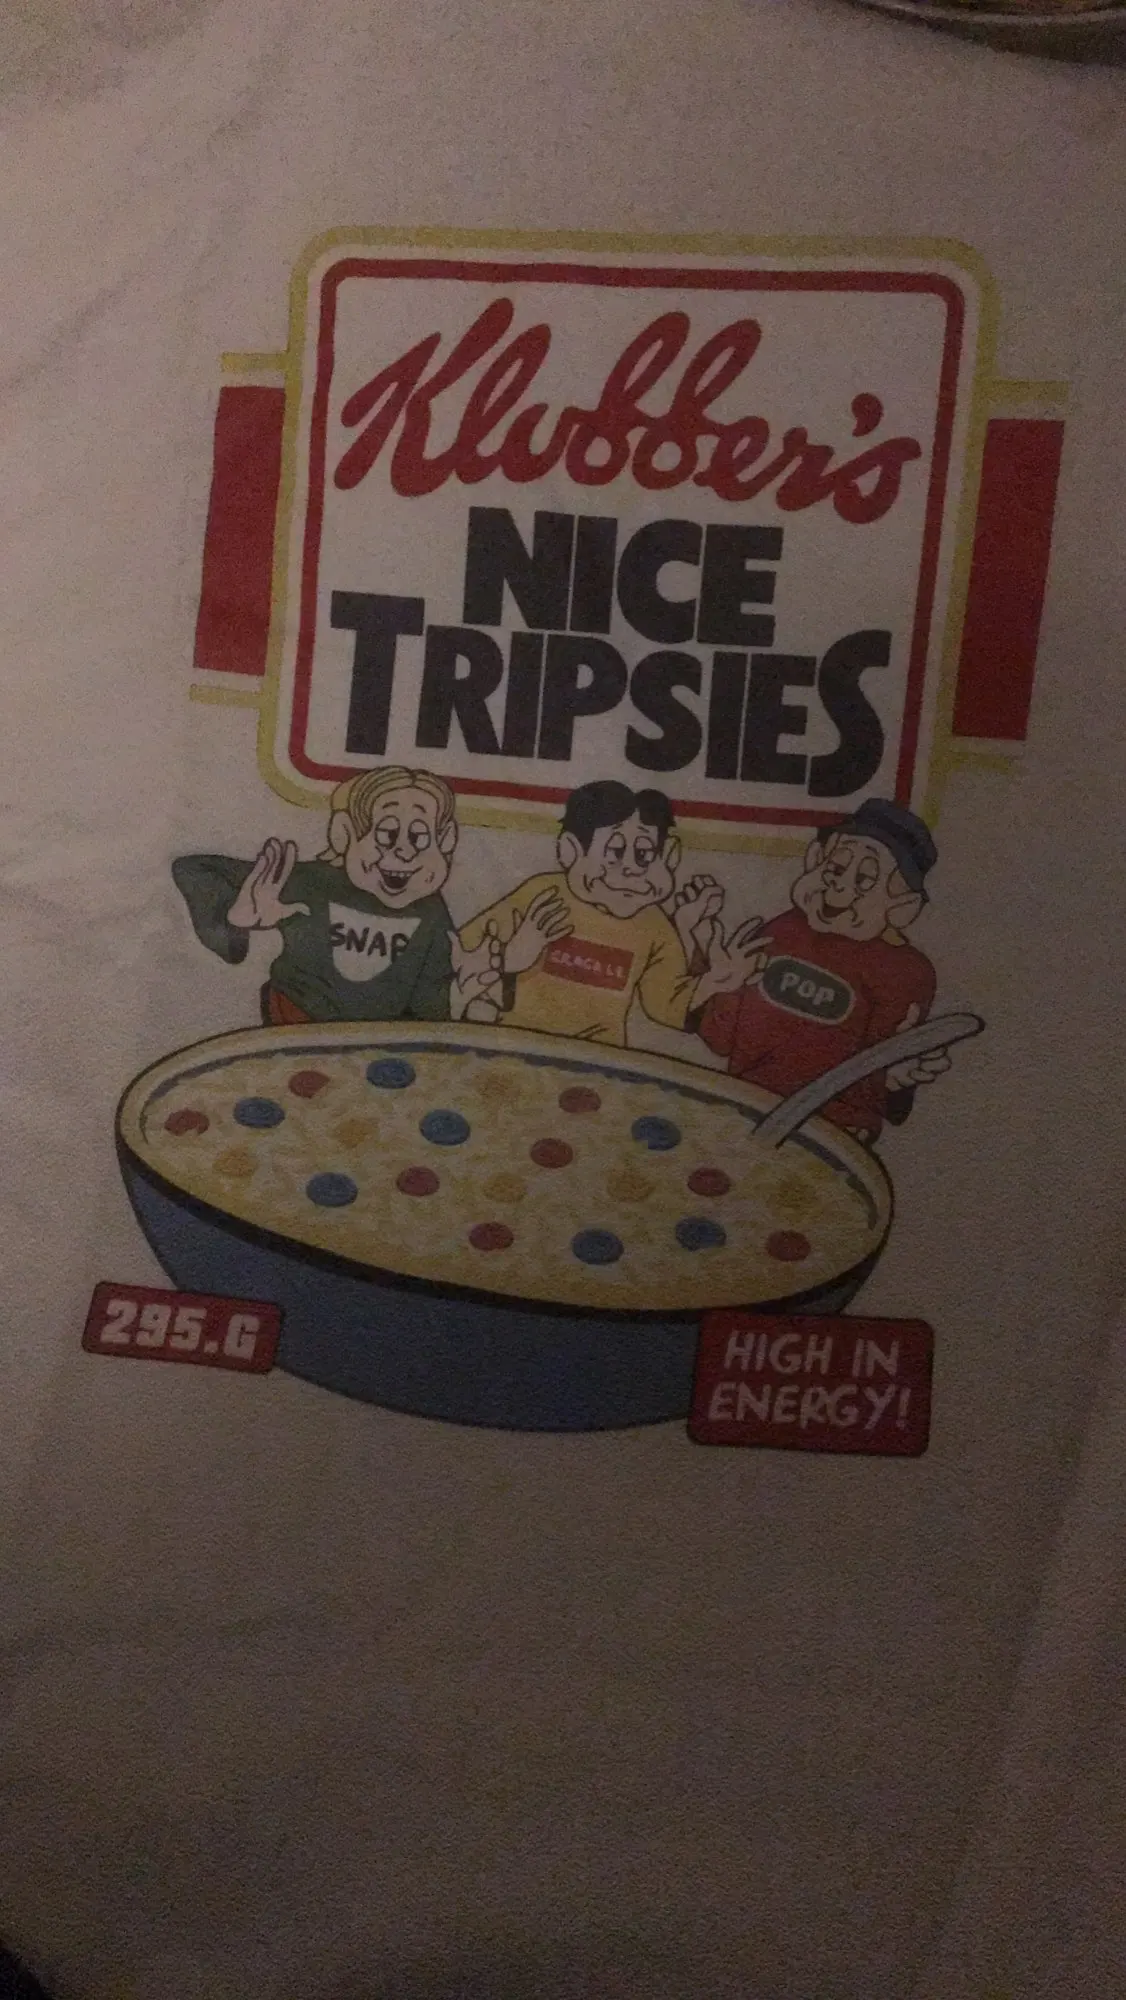 Klubber's
NICE
TRIPSIES
SNAP
CRACKLE
POP
295.G
HIGH IN
ENERGY!